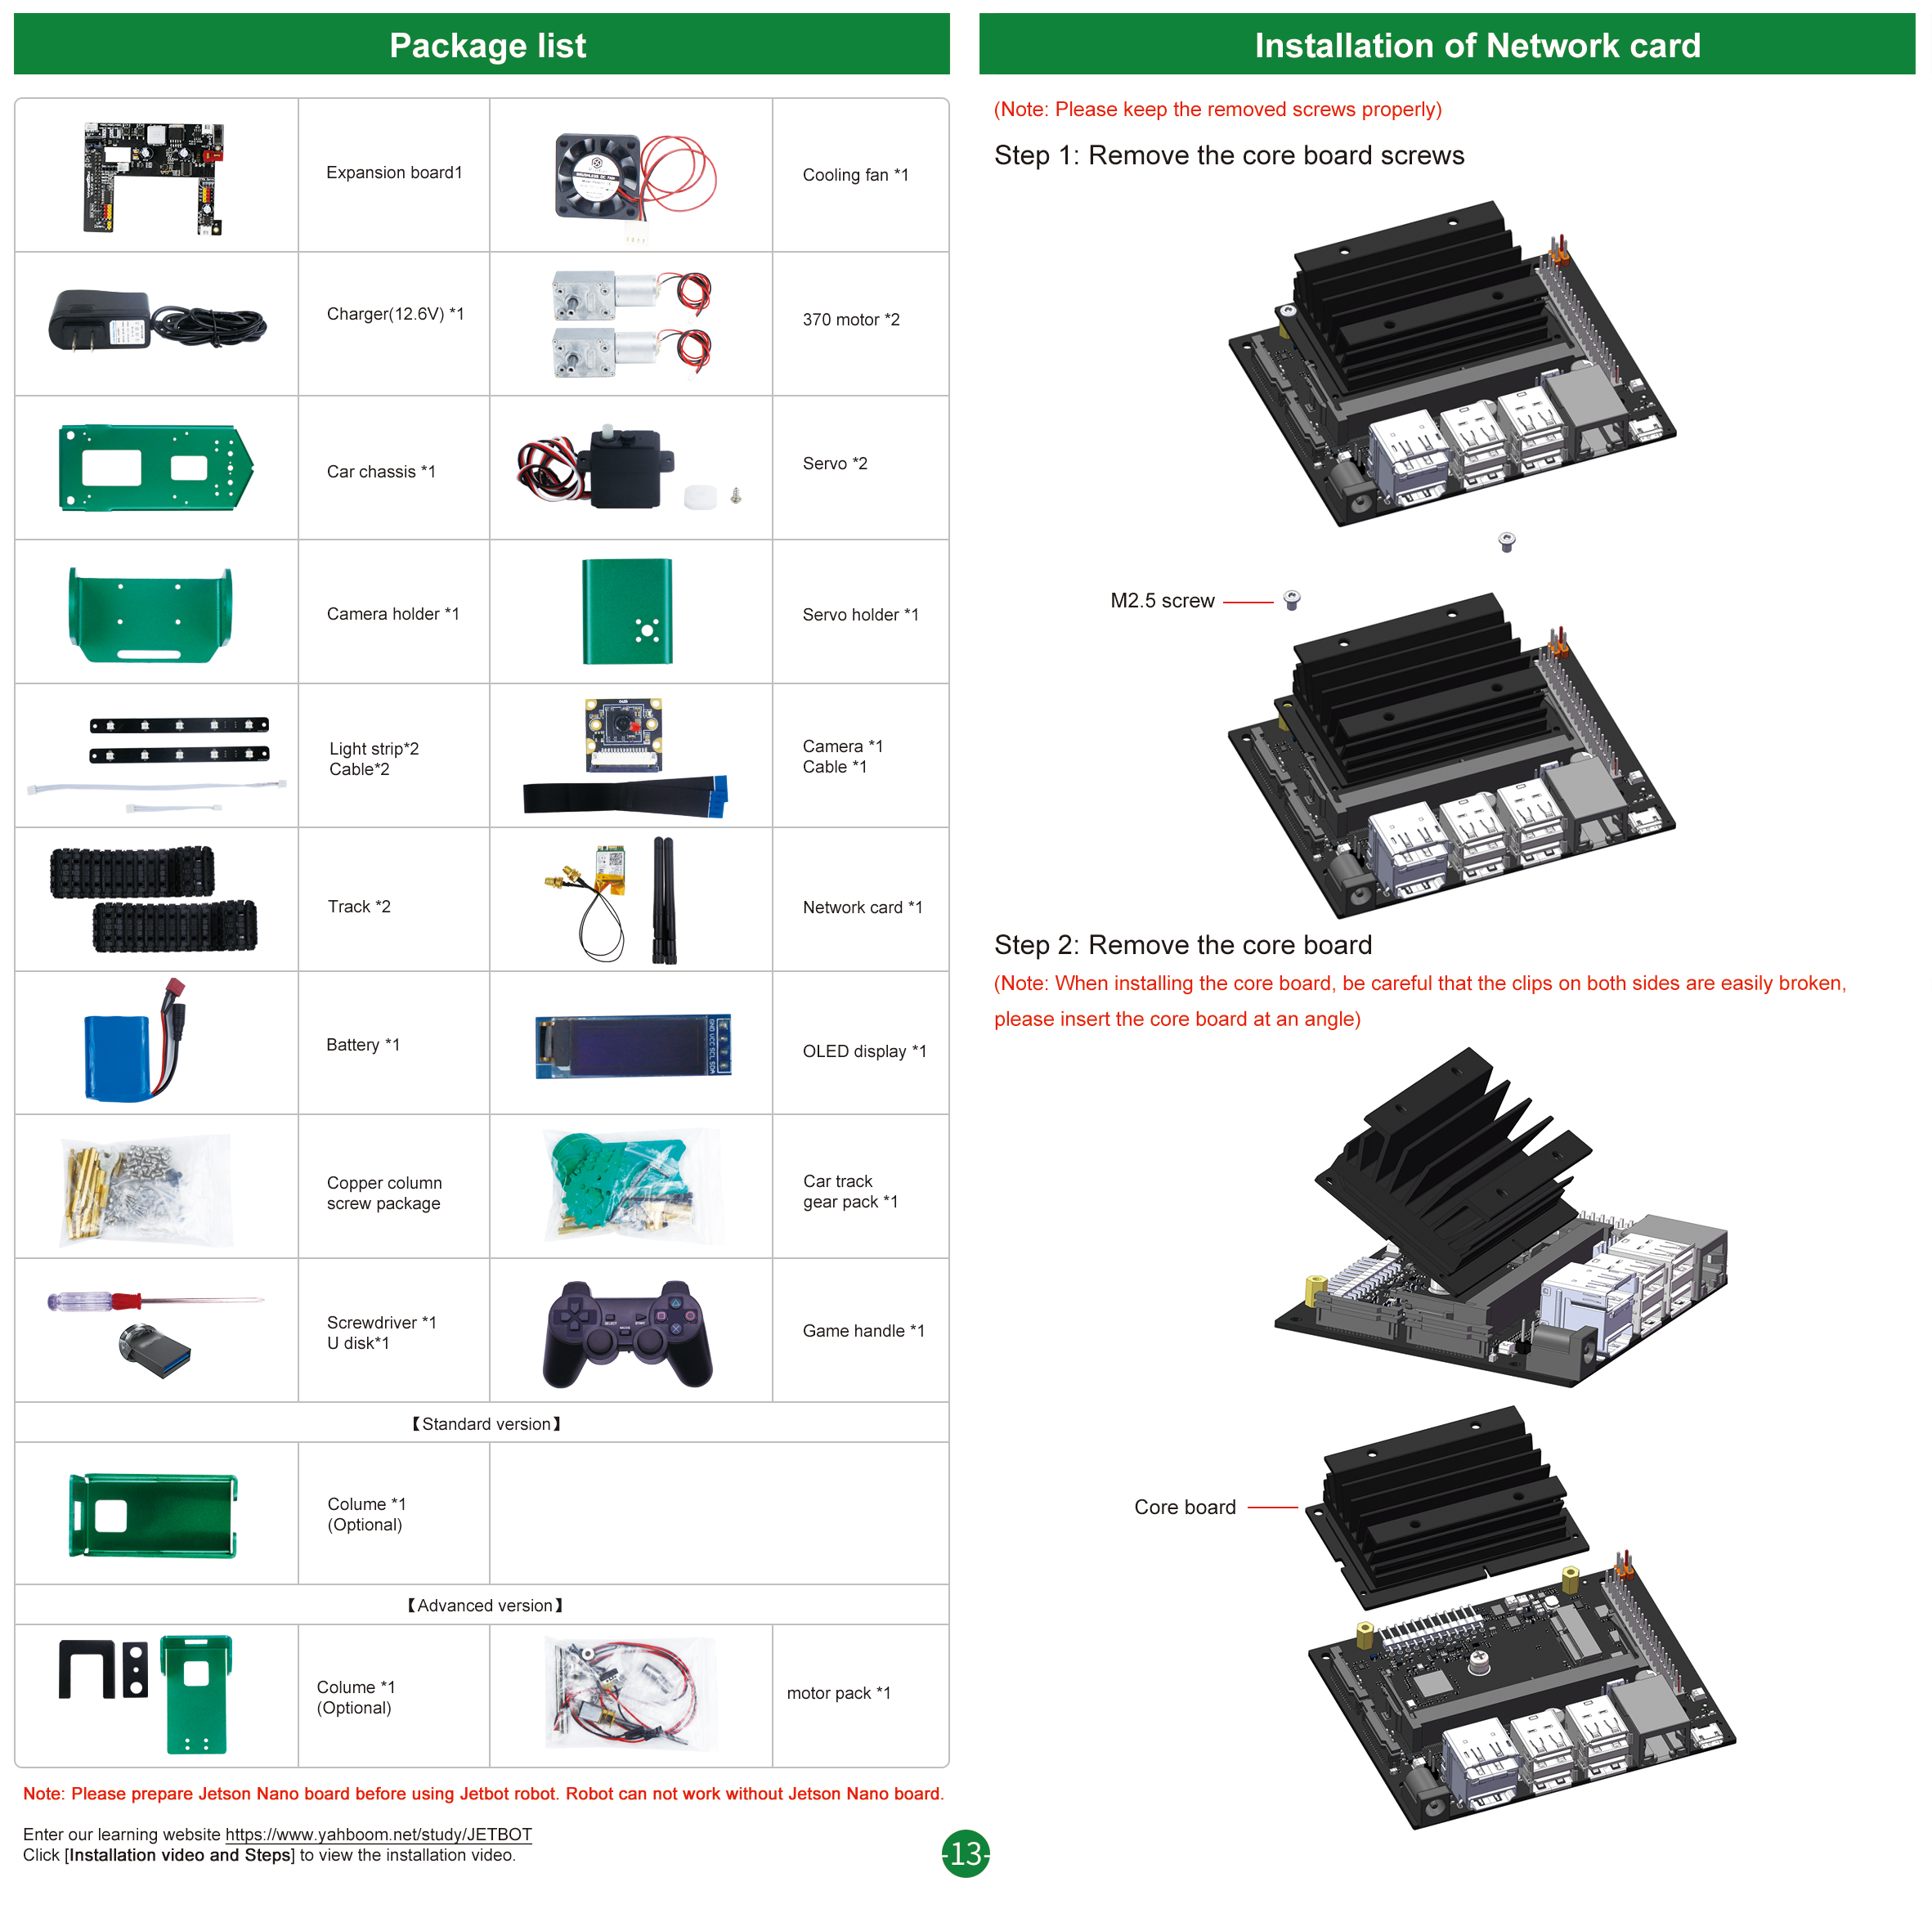 Package list
Expansion board1
Cooling fan *1
Charger(12.6V) *1
370 motor *2
Car chassis *1
Servo *2
Camera holder *1
Servo holder *1
Light strip*2
Cable*2
Camera *1
Cable *1
Track *2
Network card *1
Battery *1
GND VCC SCL SDA
OLED display *1
Copper column
screw package
Car track
gear pack *1
Screwdriver *1
U disk*1
Game handle *1
【Standard version】
Colume *1
(Optional)
【Advanced version】
Colume *1
(Optional)
motor pack *1
Note: Please prepare Jetson Nano board before using Jetbot robot. Robot can not work without Jetson Nano board.
Enter our learning website https://www.yahboom.net/study/JETBOT
Click [Installation video and Steps] to view the installation video.
Installation of Network card
(Note: Please keep the removed screws properly)
Step 1: Remove the core board screws
M2.5 screw
Step 2: Remove the core board
(Note: When installing the core board, be careful that the clips on both sides are easily broken,
please insert the core board at an angle)
Core board
-13-